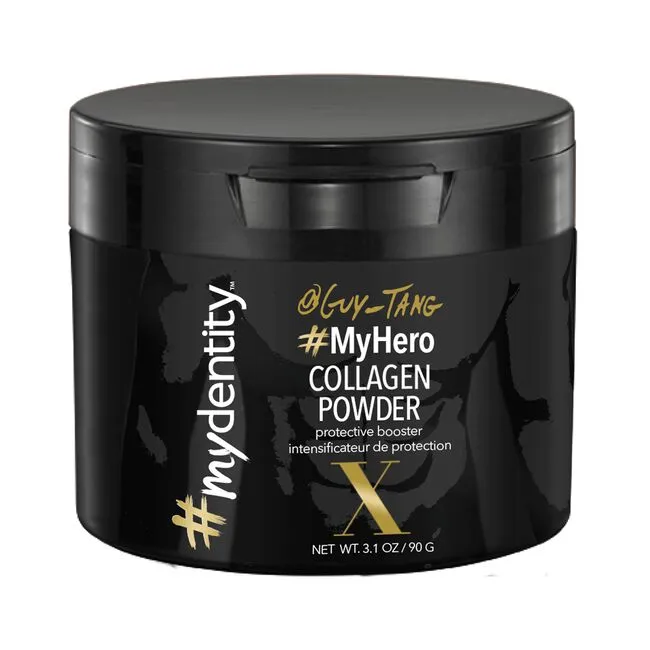 #mydentity™
@GUY_TANG
#MyHero
COLLAGEN
POWDER
protective booster
intensificateur de protection
X
NET WT. 3.1 OZ / 90 G